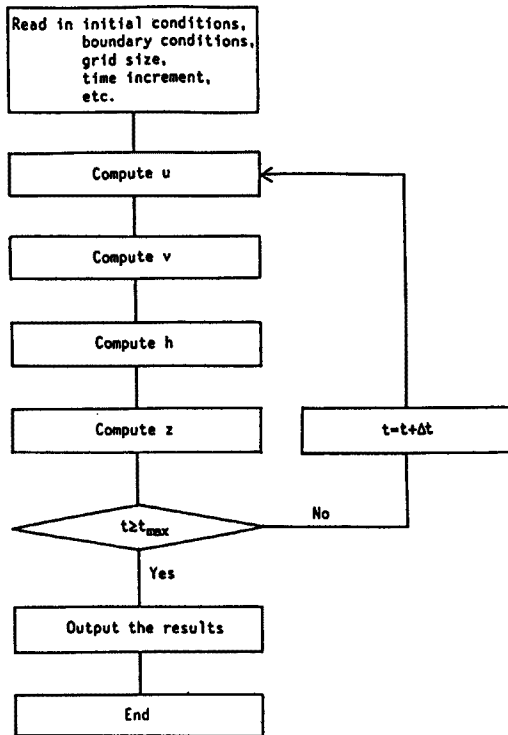 Read in initial conditions,
boundary conditions,
grid size,
time increment,
etc.
Compute u
Compute v
Compute h
Compute z
t=t+Δt
t≥tmax
No
Yes
Output the results
End